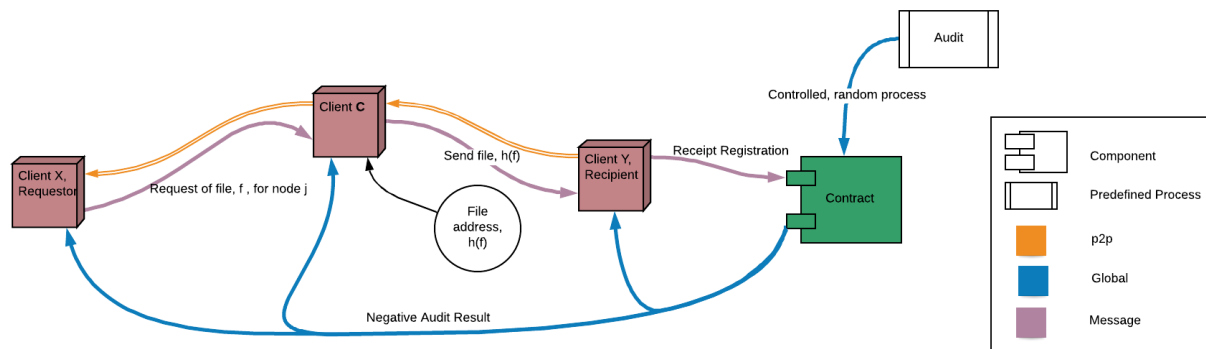 Audit
Controlled, random process
Client C
Client X,
Requestor
Request of file, f , for node j
Send file, h(f)
Client Y,
Recipient
Receipt Registration
Contract
File
address,
h(f)
Negative Audit Result
Component
Predefined Process
p2p
Global
Message